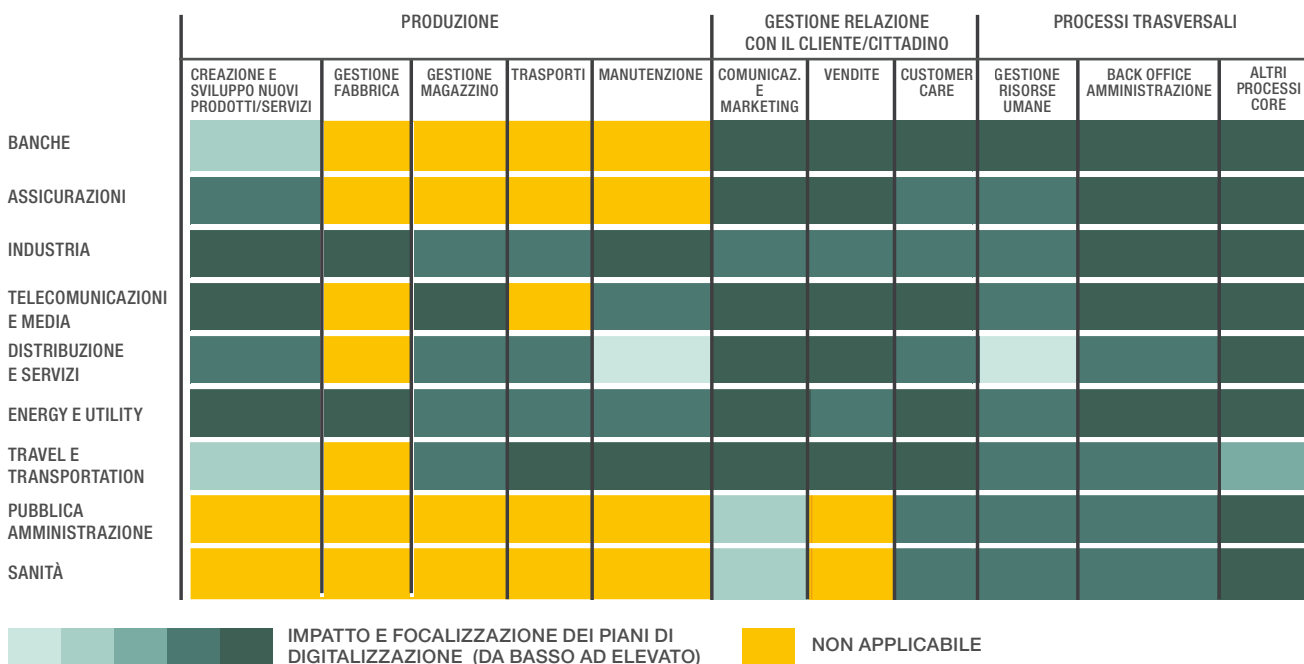 PRODUZIONE
GESTIONE RELAZIONE
CON IL CLIENTE/CITTADINO
PROCESSI TRASVERSALI
CREAZIONE E
SVILUPPO NUOVI
PRODOTTI/SERVIZI
GESTIONE
FABBRICA
GESTIONE
MAGAZZINO
TRASPORTI
MANUTENZIONE
COMUNICAZ.
E
MARKETING
VENDITE
CUSTOMER
CARE
GESTIONE
RISORSE
UMANE
BACK OFFICE
AMMINISTRAZIONE
ALTRI
PROCESSI
CORE
BANCHE
ASSICURAZIONI
INDUSTRIA
TELECOMUNICAZIONI
E MEDIA
DISTRIBUZIONE
E SERVIZI
ENERGY E UTILITY
TRAVEL E
TRANSPORTATION
PUBBLICA
AMMINISTRAZIONE
SANITÀ
IMPATTO E FOCALIZZAZIONE DEI PIANI DI
DIGITALIZZAZIONE (DA BASSO AD ELEVATO)
NON APPLICABILE